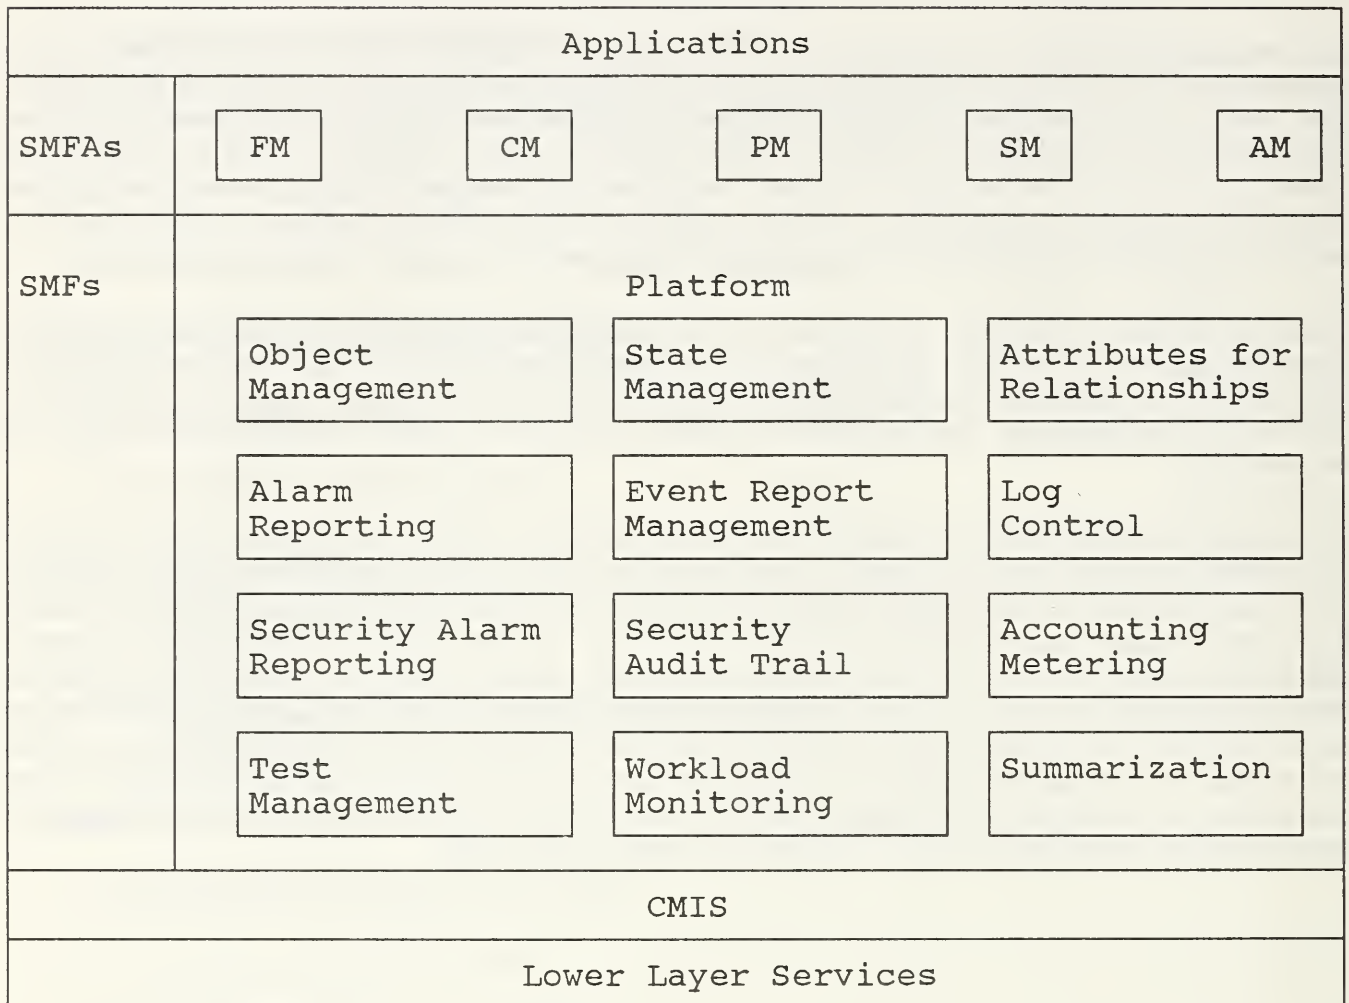 Applications
SMFAs FM CM PM SM AM
SMFs Platform
Object State Attributes for
Management Management Relationships
Alarm Event Report Log
Reporting Management Control
Security Alarm Security Accounting
Reporting Audit Trail Metering
Test Workload Summarization
Management Monitoring
CMIS
Lower Layer Services